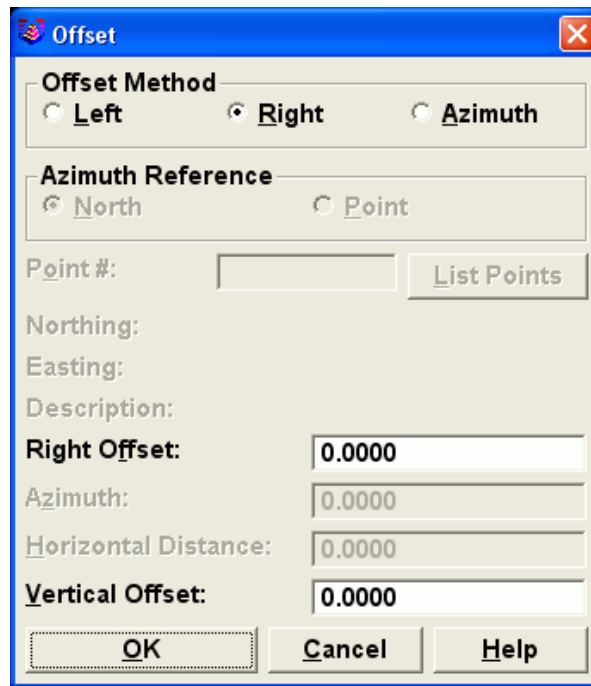 Offset
Offset Method
Left Right Azimuth
Azimuth Reference
North Point
Point #: List Points
Northing:
Easting:
Description:
Right Offset: 0.0000
Azimuth: 0.0000
Horizontal Distance: 0.0000
Vertical Offset: 0.0000
OK Cancel Help